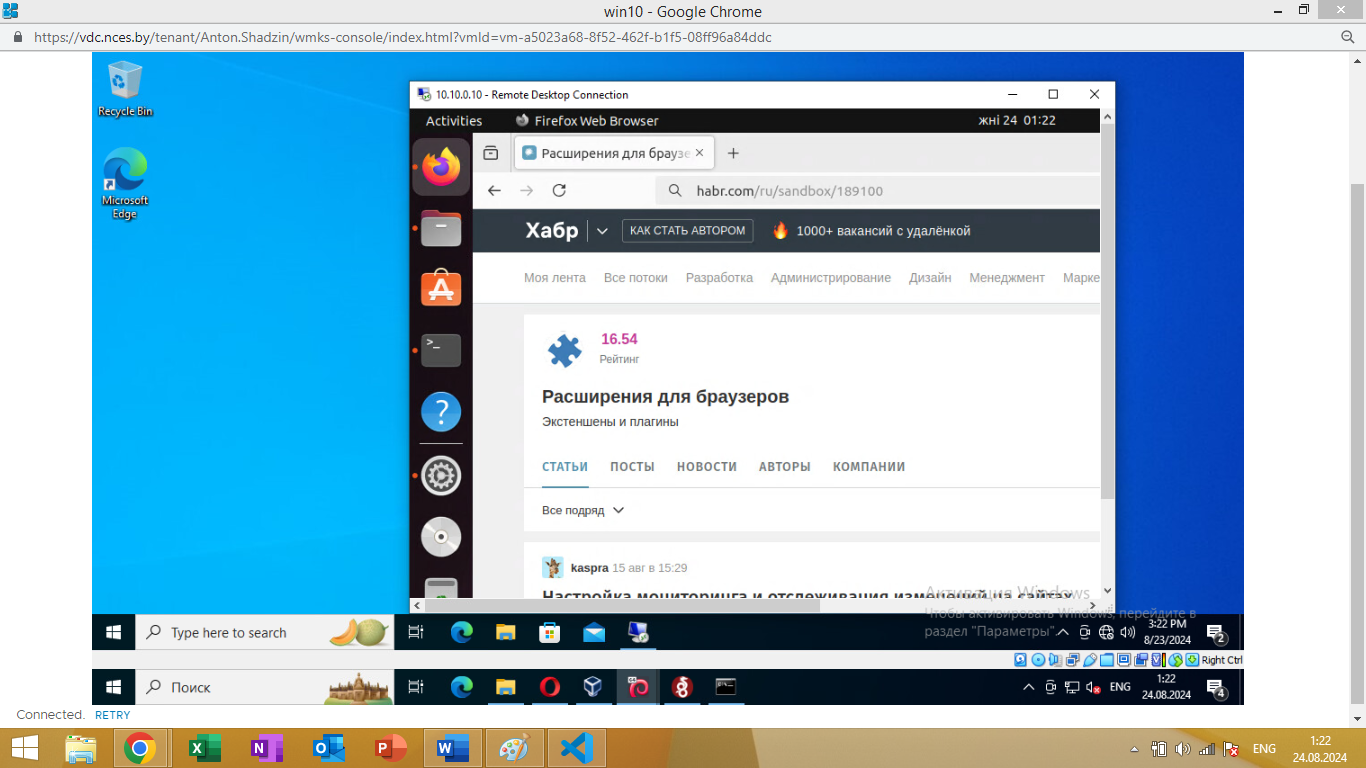 win10 - Google Chrome
https://vdc.nces.by/tenant/Anton.Shadzin/wmks-console/index.html?vmId=vm-a5023a68-8f52-462f-b1f5-08ff96a84ddc
Recycle Bin
Microsoft
Edge
10.10.0.10 - Remote Desktop Connection
Activities
Firefox Web Browser
жні 24 01:22
Расширения для браузе
habr.com/ru/sandbox/189100
Хабр
КАК СТАТЬ АВТОРОМ
1000+ вакансий с удалёнкой
Моя лента Все потоки Разработка Администрирование Дизайн Менеджмент Марке
16.54
Рейтинг
Расширения для браузеров
Экстеншены и плагины
СТАТЬИ ПОСТЫ НОВОСТИ АВТОРЫ КОМПАНИИ
Все подряд
kaspra 15 авг в 15:29
Настройка мониторинга и отслеживания изменений на сайтах
Активация Windows
Чтобы активировать Windows, перейдите в
раздел "Параметры".
Type here to search
3:22 PM
8/23/2024
2
Right Ctrl
Поиск
ENG
1:22
24.08.2024
4
Connected. RETRY
ENG
1:22
24.08.2024